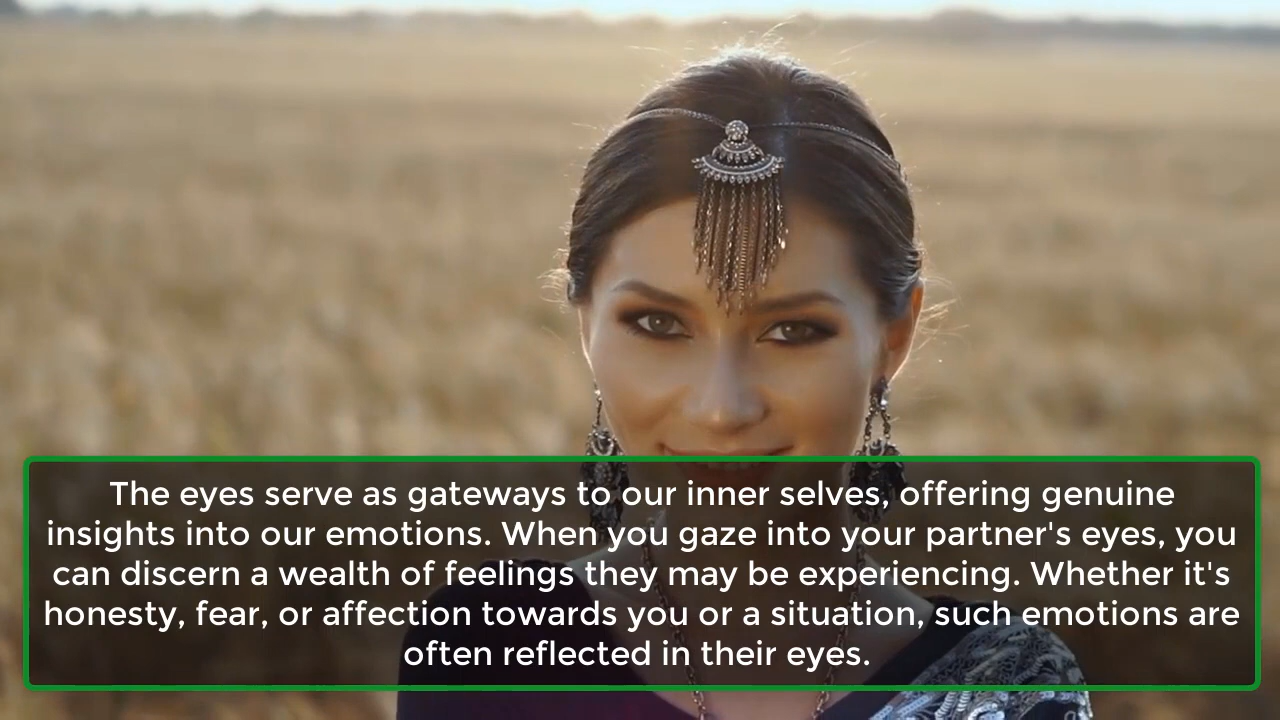 The eyes serve as gateways to our inner selves, offering genuine
insights into our emotions. When you gaze into your partner's eyes, you
can discern a wealth of feelings they may be experiencing. Whether it's
honesty, fear, or affection towards you or a situation, such emotions are
often reflected in their eyes.